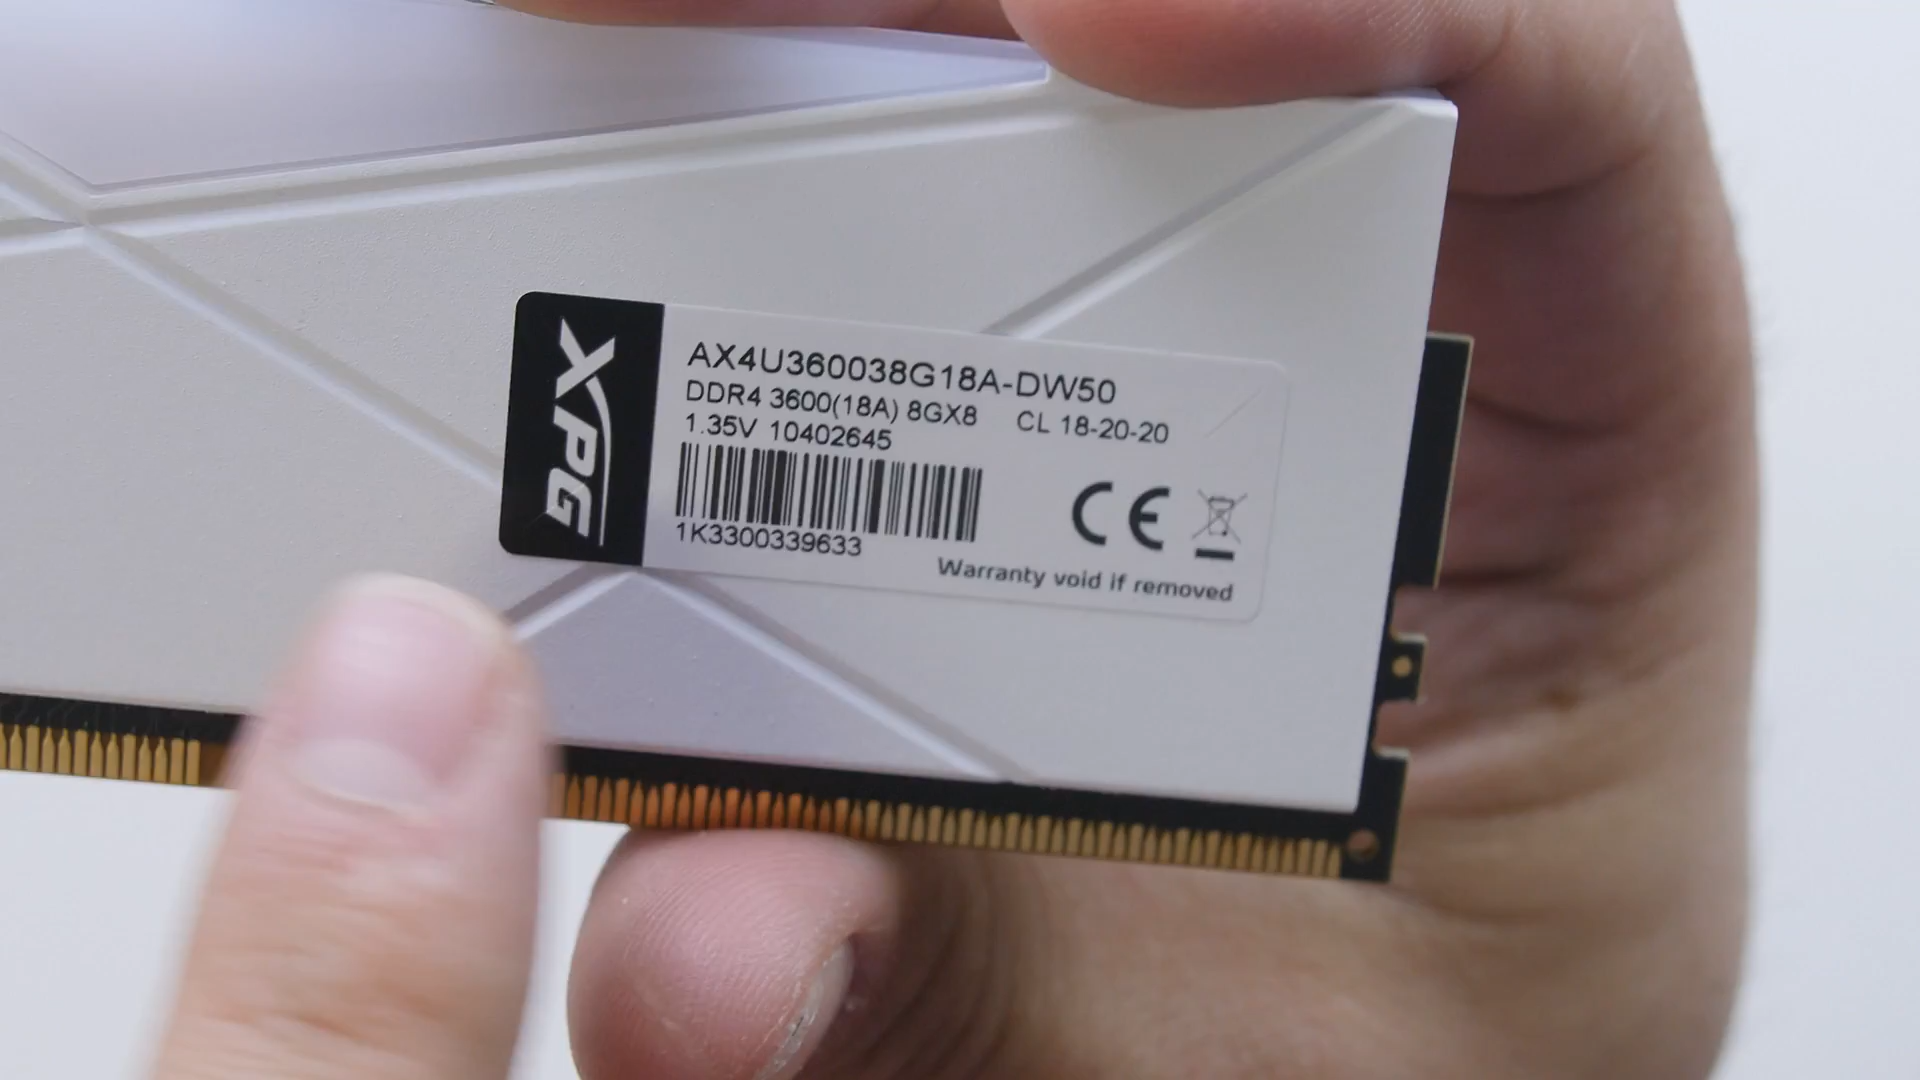 XPG
AX4U360038G18A-DW50
DDR4 3600(18A) 8GX8 CL 18-20-20
1.35V 10402645
1K3300339633
CE
Warranty void if removed